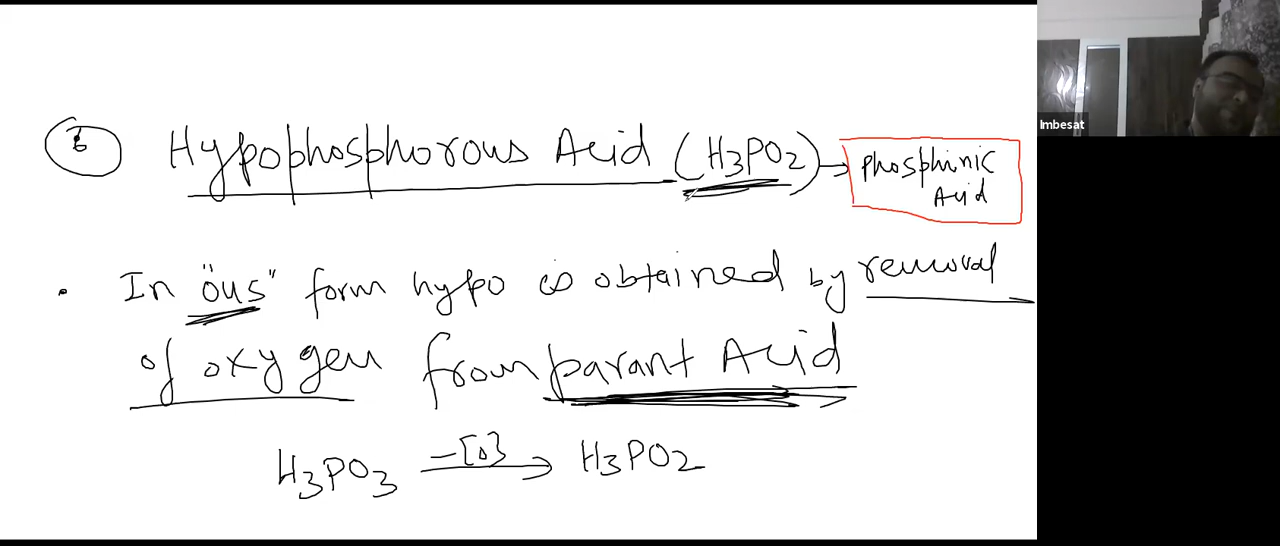 6 Hypophosphorous Acid (H3PO2) → Phosphinic Acid
Imbesat
. In "ous" form hypo is obtained by removal
of oxygen from parant Acid
H3PO3 —[O]→ H3PO2